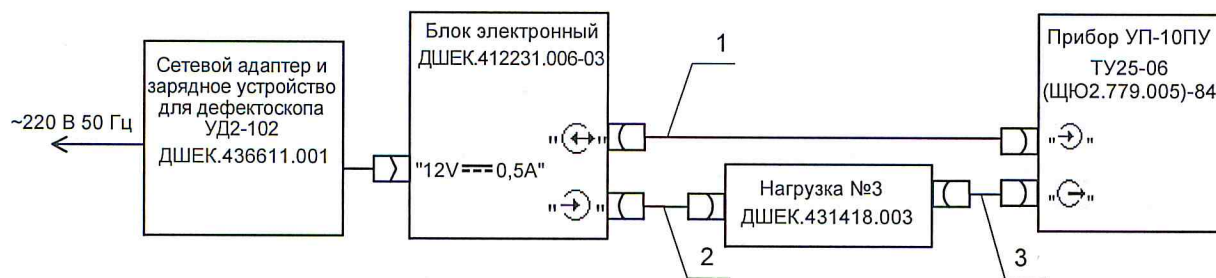 ~220 В 50 Гц
Сетевой адаптер и
зарядное устройство
для дефектоскопа
УД2-102
ДШЕК.436611.001
Блок электронный
ДШЕК.412231.006-03
"12V 0,5А"
1
2
Нагрузка №3
ДШЕК.431418.003
3
Прибор УП-10ПУ
ТУ25-06
(ЩЮ2.779.005)-84